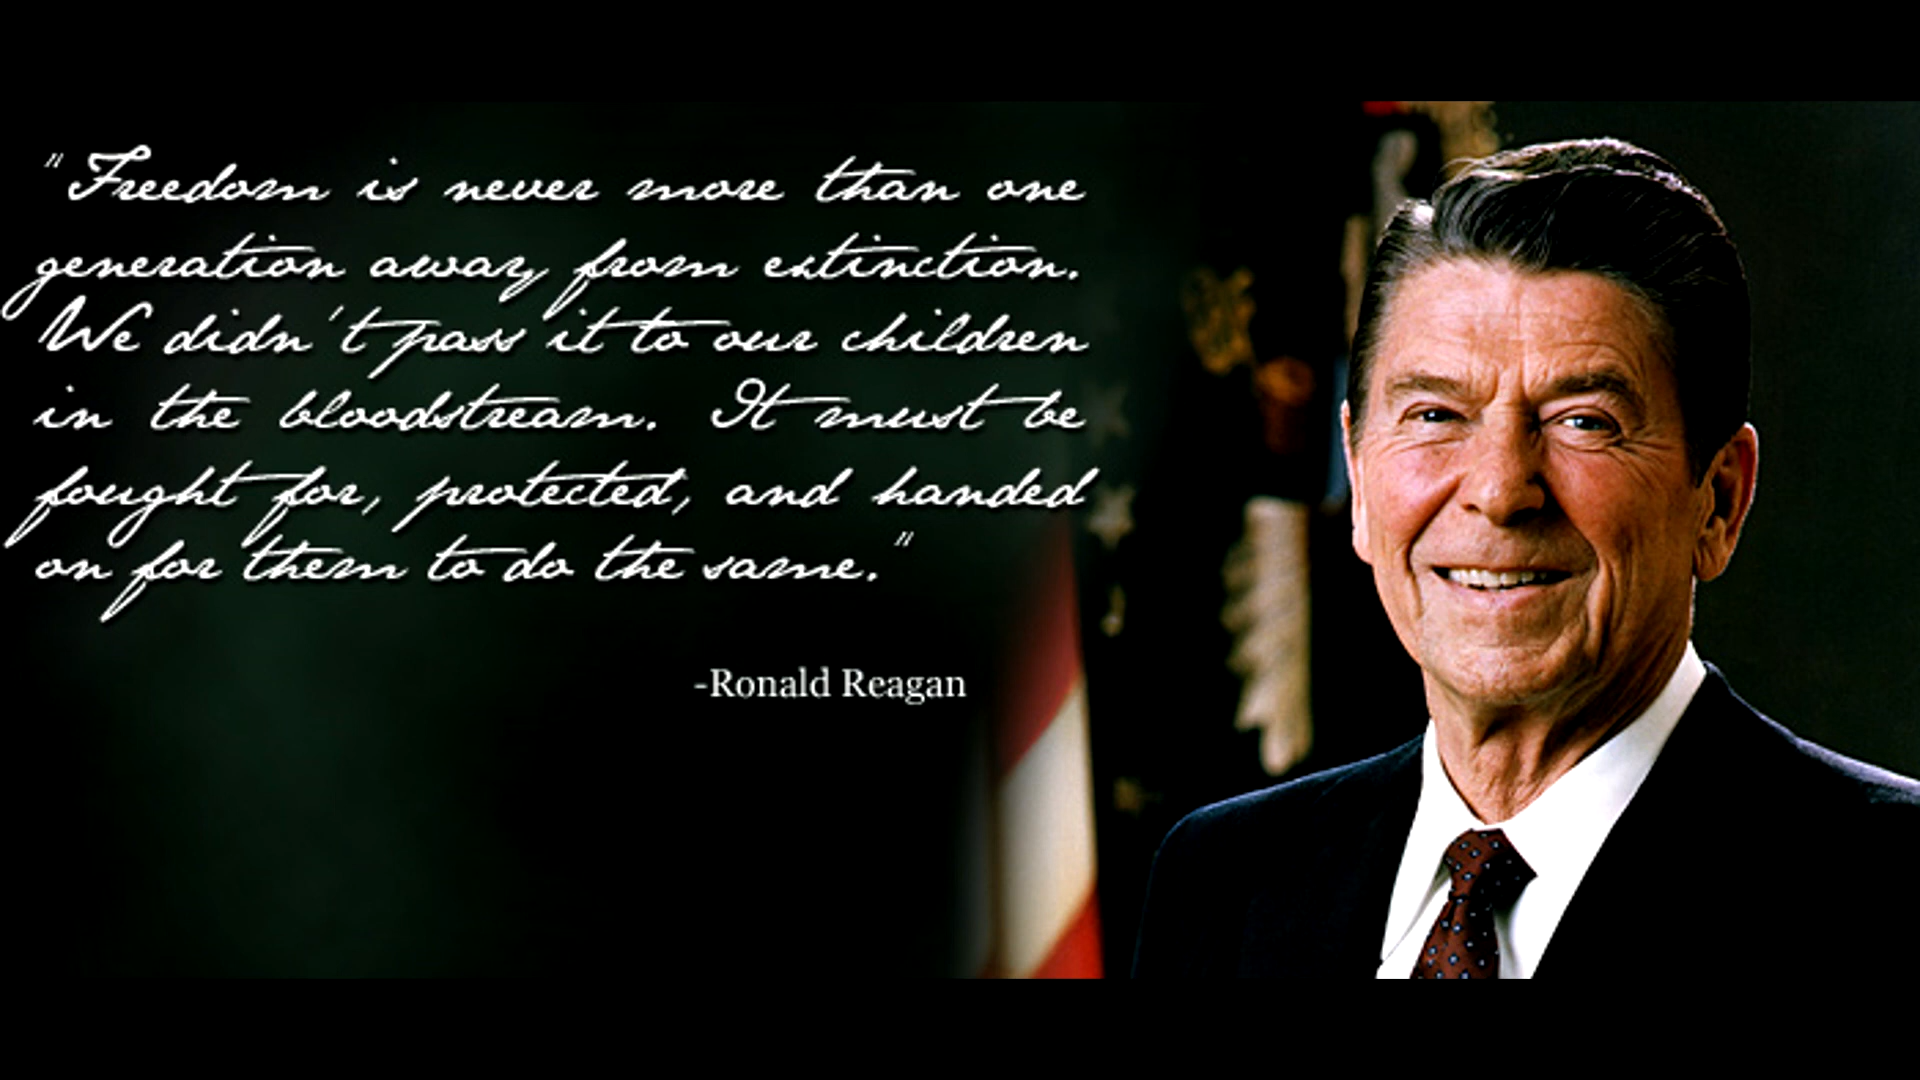 "Freedom is never more than one
generation away from extinction.
We didn't pass it to our children
in the bloodstream. It must be
fought for, protected, and handed
on for them to do the same."
-Ronald Reagan